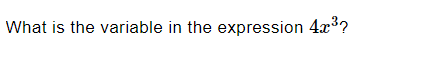 What is the variable in the expression 4x³?